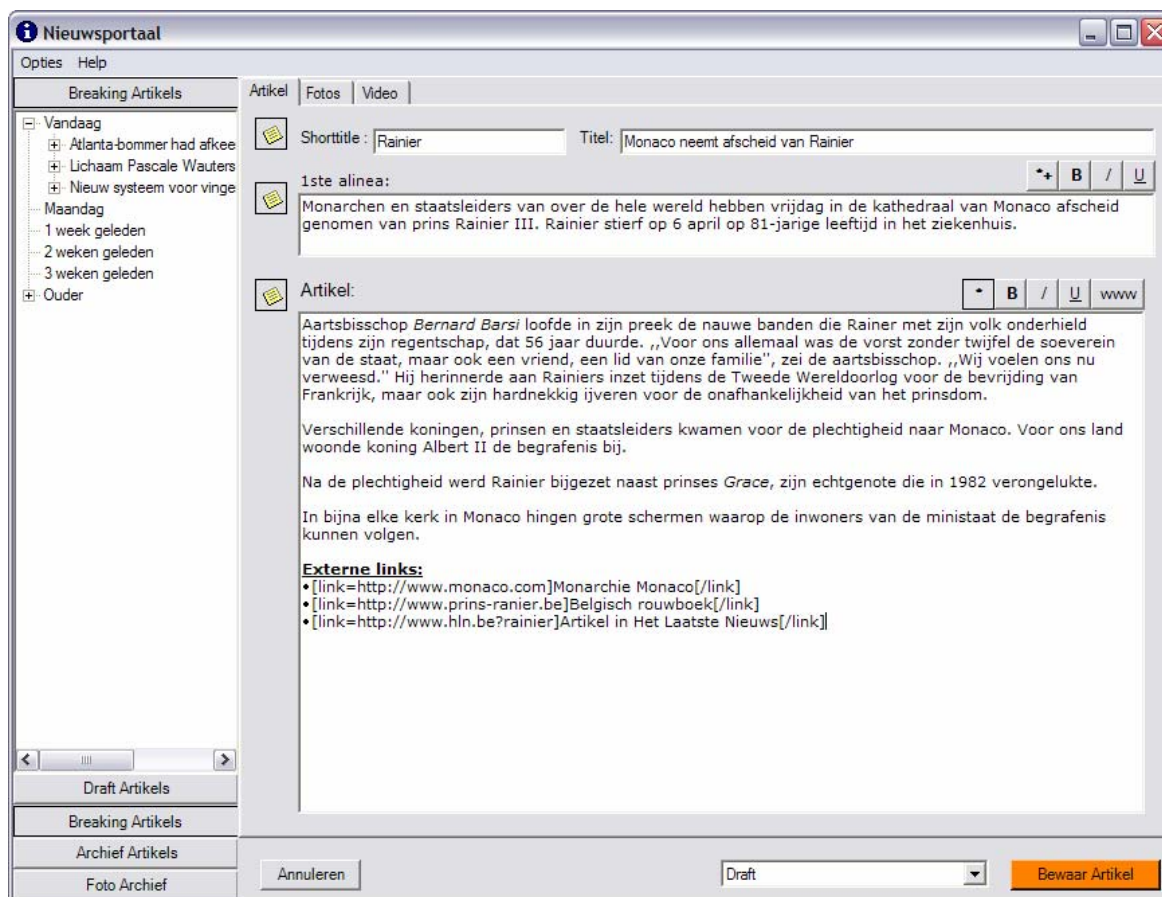 Nieuwsportaal
Opties Help
Breaking Artikels
Vandaag
Atlanta-bommer had afkee
Lichaam Pascale Wauters
Nieuw systeem voor vinge
Maandag
1 week geleden
2 weken geleden
3 weken geleden
Ouder
Draft Artikels
Breaking Artikels
Archief Artikels
Foto Archief
Artikel Fotos Video
Shorttitle : Rainier Titel: Monaco neemt afscheid van Rainier
1ste alinea: •+ B / U
Monarchen en staatsleiders van over de hele wereld hebben vrijdag in de kathedraal van Monaco afscheid
genomen van prins Rainier III. Rainier stierf op 6 april op 81-jarige leeftijd in het ziekenhuis.
Artikel: • B / U www
Aartsbisschop Bernard Barsi loofde in zijn preek de nauwe banden die Rainer met zijn volk onderhield
tijdens zijn regentschap, dat 56 jaar duurde. ,,Voor ons allemaal was de vorst zonder twijfel de soeverein
van de staat, maar ook een vriend, een lid van onze familie", zei de aartsbisschop. ,,Wij voelen ons nu
verweesd." Hij herinnerde aan Rainiers inzet tijdens de Tweede Wereldoorlog voor de bevrijding van
Frankrijk, maar ook zijn hardnekkig ijveren voor de onafhankelijkheid van het prinsdom.
Verschillende koningen, prinsen en staatsleiders kwamen voor de plechtigheid naar Monaco. Voor ons land
woonde koning Albert II de begrafenis bij.
Na de plechtigheid werd Rainier bijgezet naast prinses Grace, zijn echtgenote die in 1982 verongelukte.
In bijna elke kerk in Monaco hingen grote schermen waarop de inwoners van de ministaat de begrafenis
kunnen volgen.
Externe links:
•[link=http://www.monaco.com]Monarchie Monaco[/link]
•[link=http://www.prins-ranier.be]Belgisch rouwboek[/link]
•[link=http://www.hln.be?rainier]Artikel in Het Laatste Nieuws[/link]
Annuleren Draft Bewaar Artikel